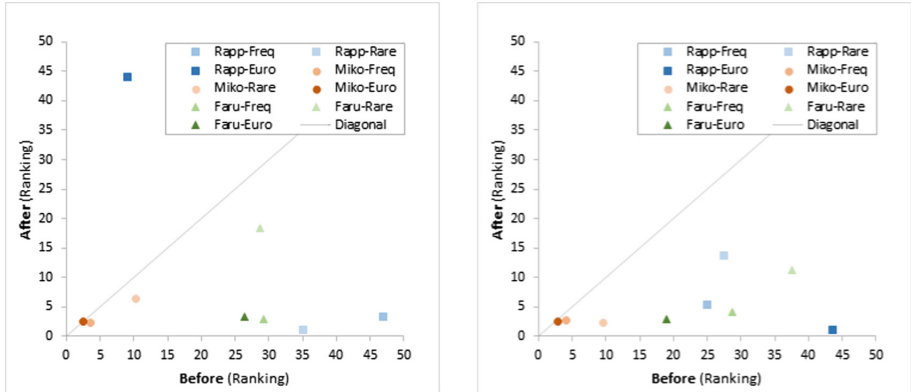 50
45
40
35
30
25
20
15
10
5
0
After (Ranking)
Rapp-Freq Rapp-Rare
Rapp-Euro Miko-Freq
Miko-Rare Miko-Euro
Faru-Freq Faru-Rare
Faru-Euro Diagonal
0 5 10 15 20 25 30 35 40 45 50
Before (Ranking)
50
45
40
35
30
25
20
15
10
5
0
After (Ranking)
Rapp-Freq Rapp-Rare
Rapp-Euro Miko-Freq
Miko-Rare Miko-Euro
Faru-Freq Faru-Rare
Faru-Euro Diagonal
0 5 10 15 20 25 30 35 40 45 50
Before (Ranking)